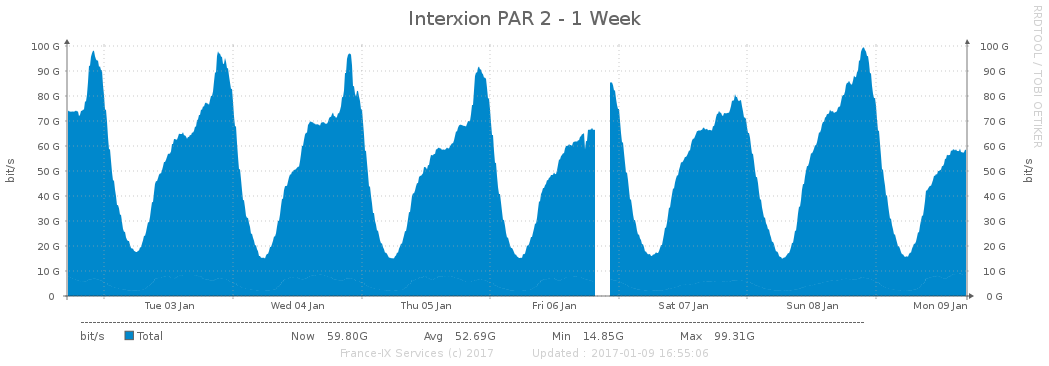 Interxion PAR 2 - 1 Week
RRDTOOL / TOBI OETIKER
bit/s
100 G
90 G
80 G
70 G
60 G
50 G
40 G
30 G
20 G
10 G
0
100 G
90 G
80 G
70 G
60 G
50 G
40 G
30 G
20 G
10 G
0 G
bit/s
Tue 03 Jan Wed 04 Jan Thu 05 Jan Fri 06 Jan Sat 07 Jan Sun 08 Jan Mon 09 Jan
bit/s Total Now 59.80G Avg 52.69G Min 14.85G Max 99.31G
France-IX Services (c) 2017 Updated : 2017-01-09 16:55:06